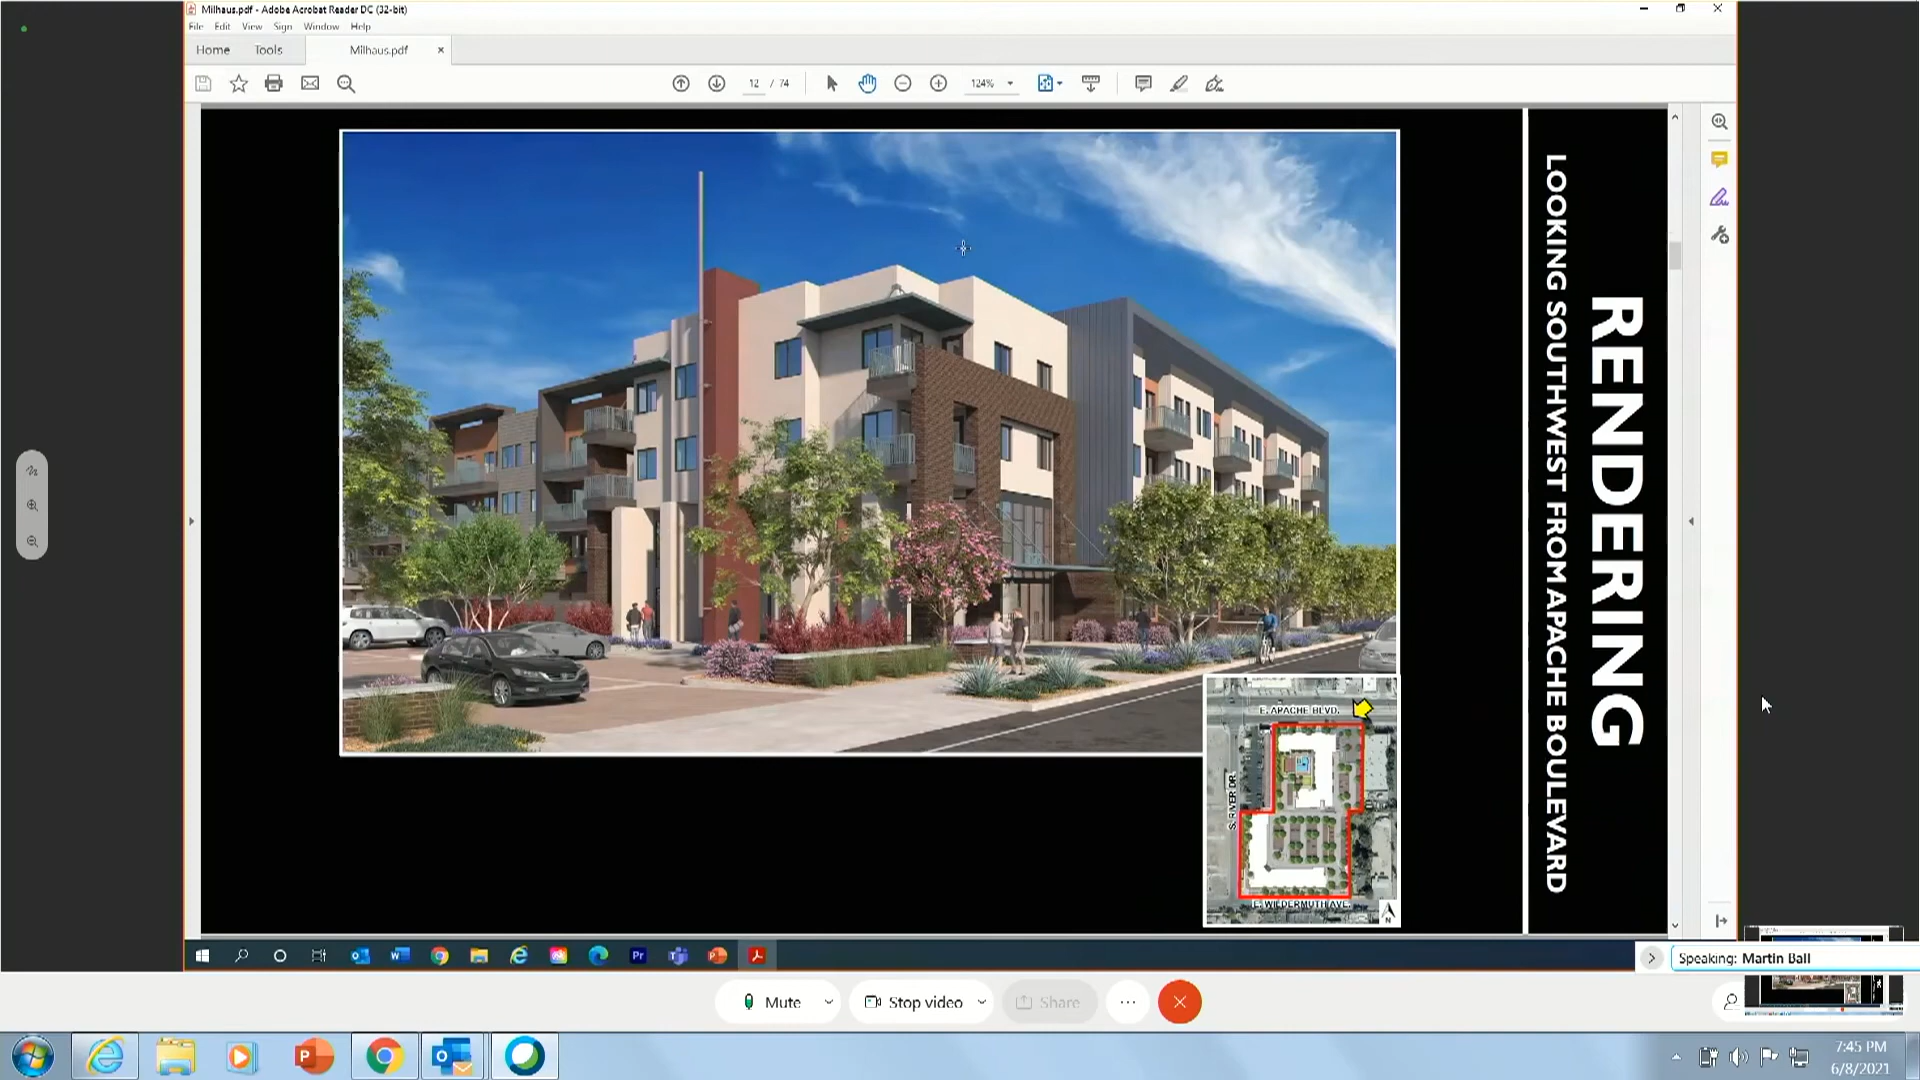 Milhaus.pdf - Adobe Acrobat Reader DC (32-bit)
File Edit View Sign Window Help
Home Tools Milhaus.pdf
12 / 74 124%
RENDERING
LOOKING SOUTHWEST FROM APACHE BOULEVARD
E. APACHE BLVD.
S. RIVER DR.
E. WIEDERMUTH AVE.
N
Speaking: Martin Ball
Mute Stop video Share
7:45 PM
6/8/2021